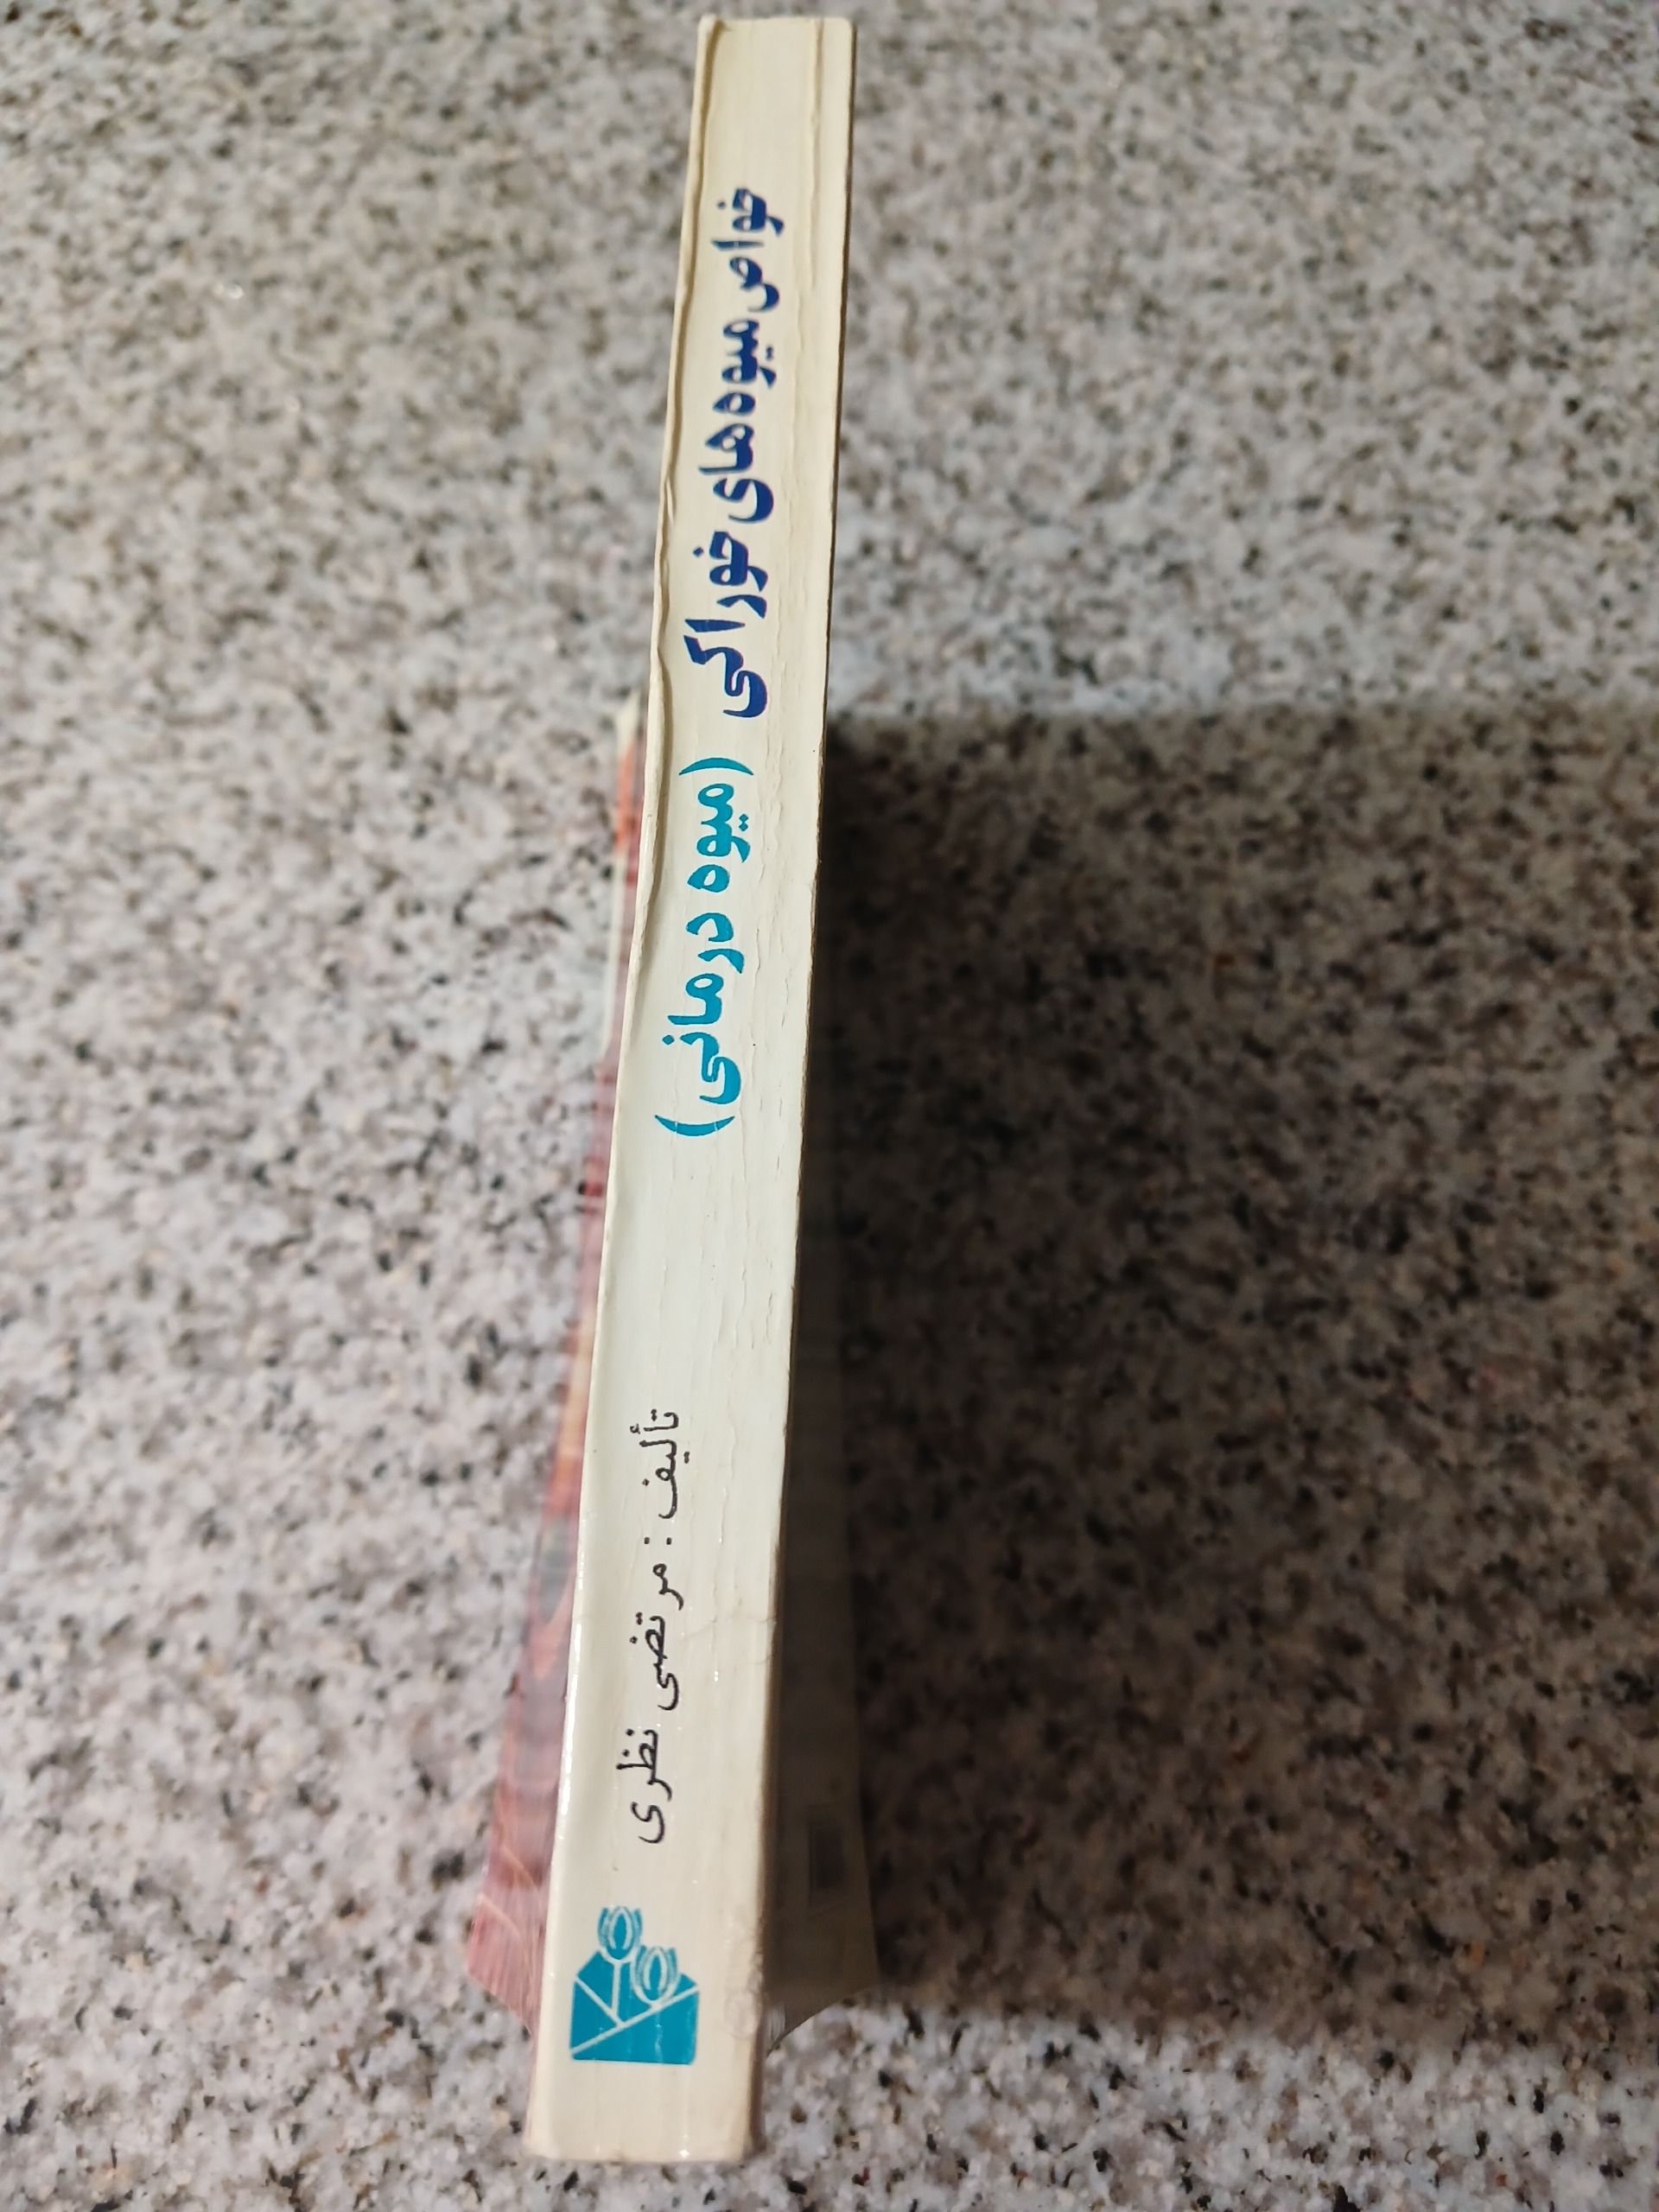 خواص میوه‌های خوراکی (میوه درمانی)
تألیف : مرتضی نظری